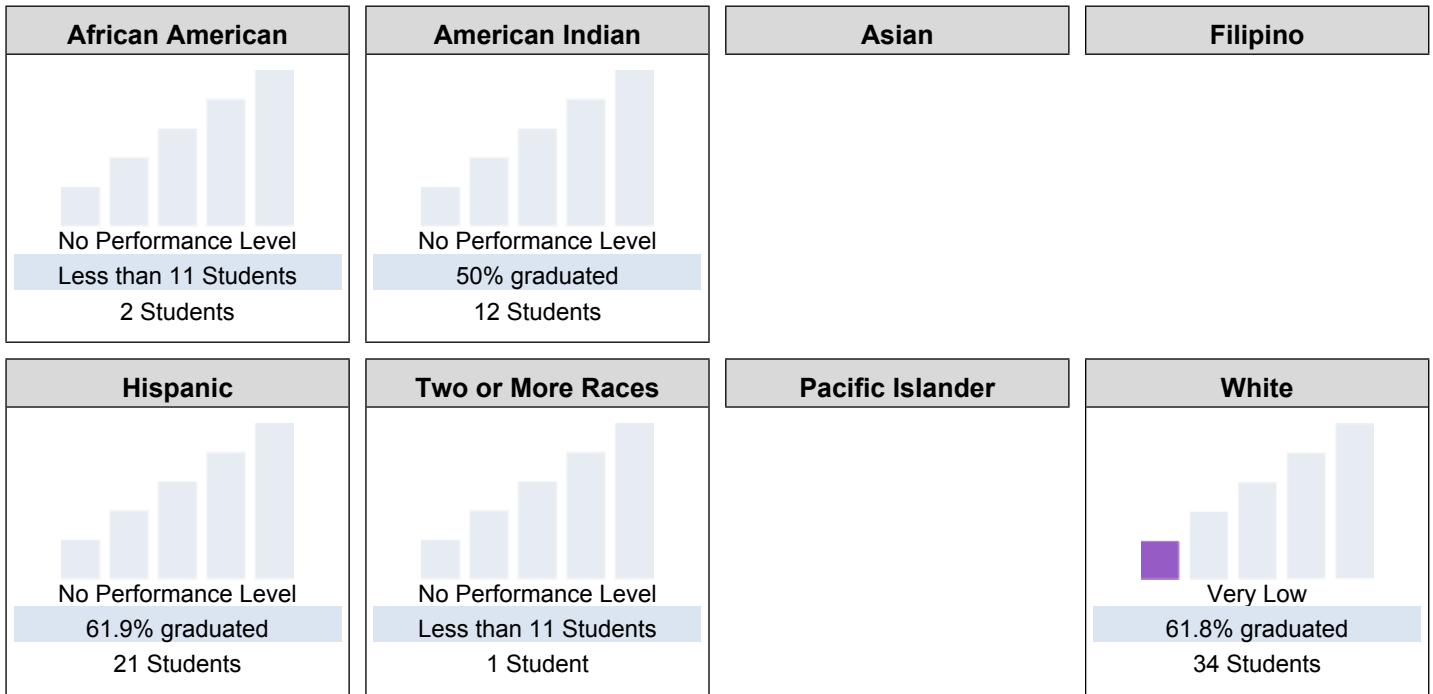 African American
No Performance Level
Less than 11 Students
2 Students
American Indian
No Performance Level
50% graduated
12 Students
Asian
Filipino
Hispanic
No Performance Level
61.9% graduated
21 Students
Two or More Races
No Performance Level
Less than 11 Students
1 Student
Pacific Islander
White
Very Low
61.8% graduated
34 Students